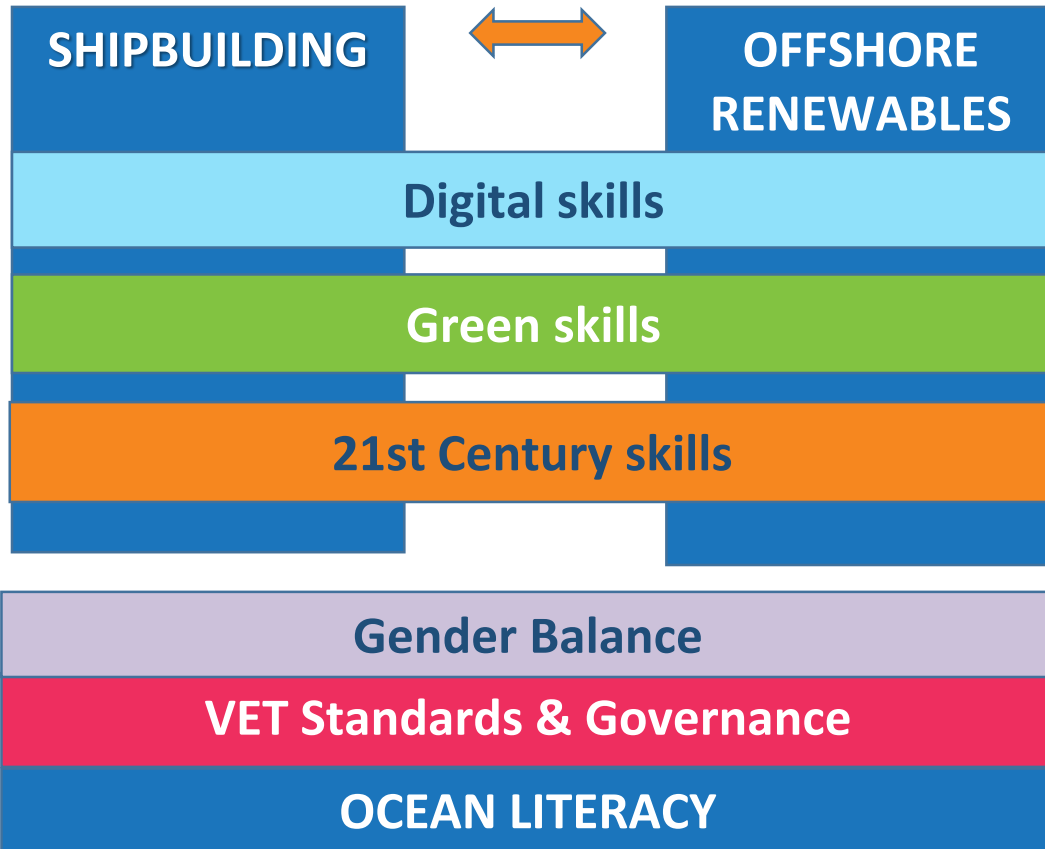 SHIPBUILDING
OFFSHORE
RENEWABLES
Digital skills
Green skills
21st Century skills
Gender Balance
VET Standards & Governance
OCEAN LITERACY